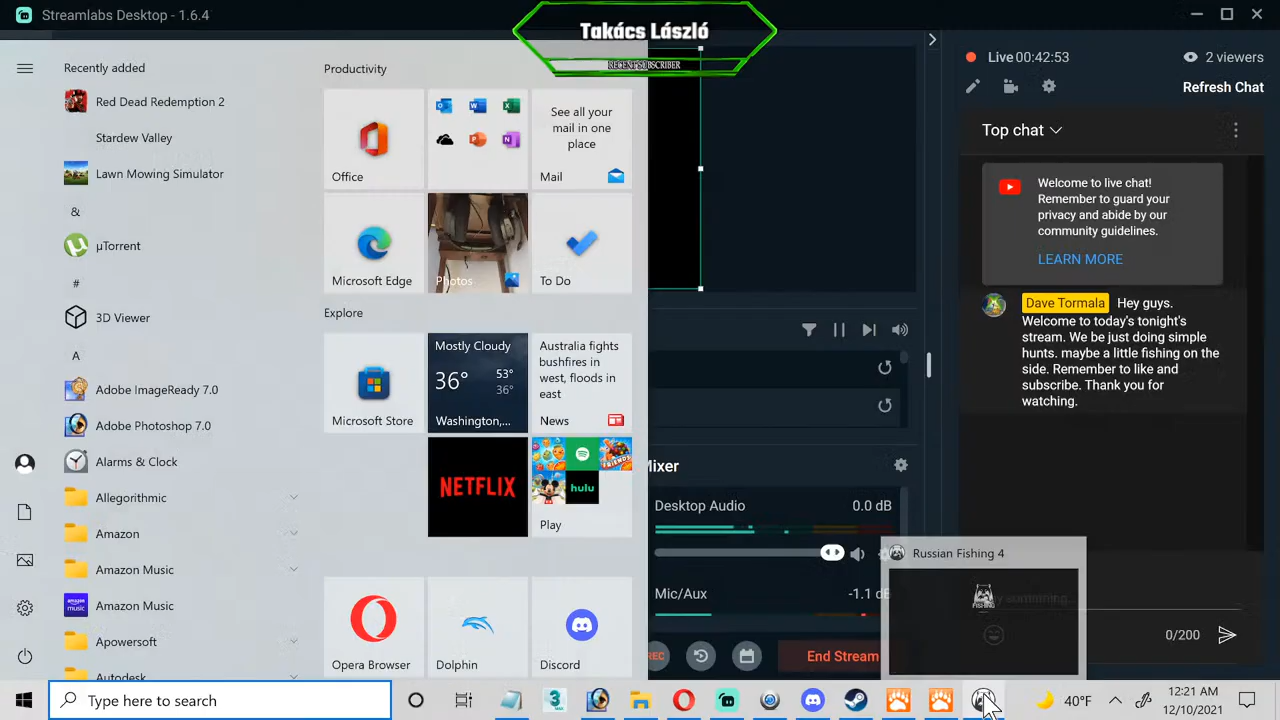 Streamlabs Desktop - 1.6.4
Takács László
RECENT SUBSCRIBER
Recently added
Red Dead Redemption 2
Stardew Valley
Lawn Mowing Simulator
&
µTorrent
#
3D Viewer
A
Adobe ImageReady 7.0
Adobe Photoshop 7.0
Alarms & Clock
Allegorithmic
Amazon
Amazon Music
Amazon Music
Apowersoft
Autodesk
Productivity
Office
See all your
mail in one
place
Mail
Microsoft Edge
Photos
To Do
Explore
Microsoft Store
Mostly Cloudy
36°
53°
36°
Washington,...
Australia fights
bushfires in
west, floods in
east
News
NETFLIX
hulu
Play
Opera Browser
Dolphin
Discord
Mixer
Desktop Audio
0.0 dB
Mic/Aux
-1.1 dB
REC
End Stream
Live 00:42:53
2 viewers
Refresh Chat
Top chat
Welcome to live chat!
Remember to guard your
privacy and abide by our
community guidelines.
LEARN MORE
Dave Tormala Hey guys.
Welcome to today's tonight's
stream. We be just doing simple
hunts. maybe a little fishing on the
side. Remember to like and
subscribe. Thank you for
watching.
Russian Fishing 4
FISHING
0/200
Type here to search
40°F
12:21 AM
12/10/2021